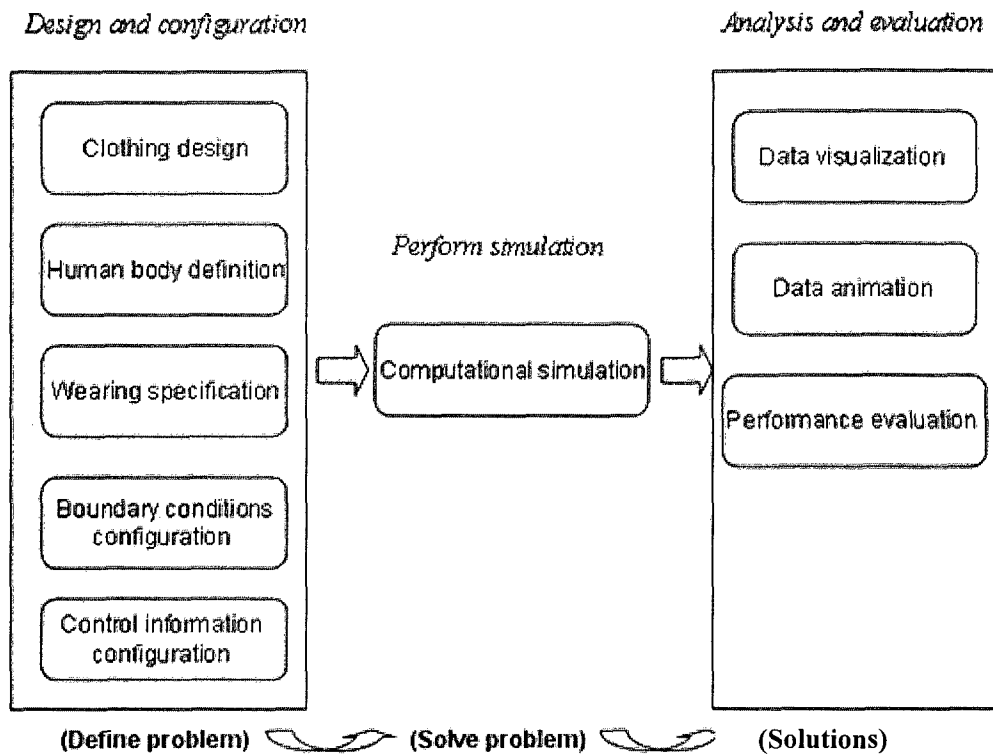 Design and configuration
Analysis and evaluation
Clothing design
Human body definition
Wearing specification
Boundary conditions
configuration
Control information
configuration
Perform simulation
Computational simulation
Data visualization
Data animation
Performance evaluation
(Define problem)
(Solve problem)
(Solutions)